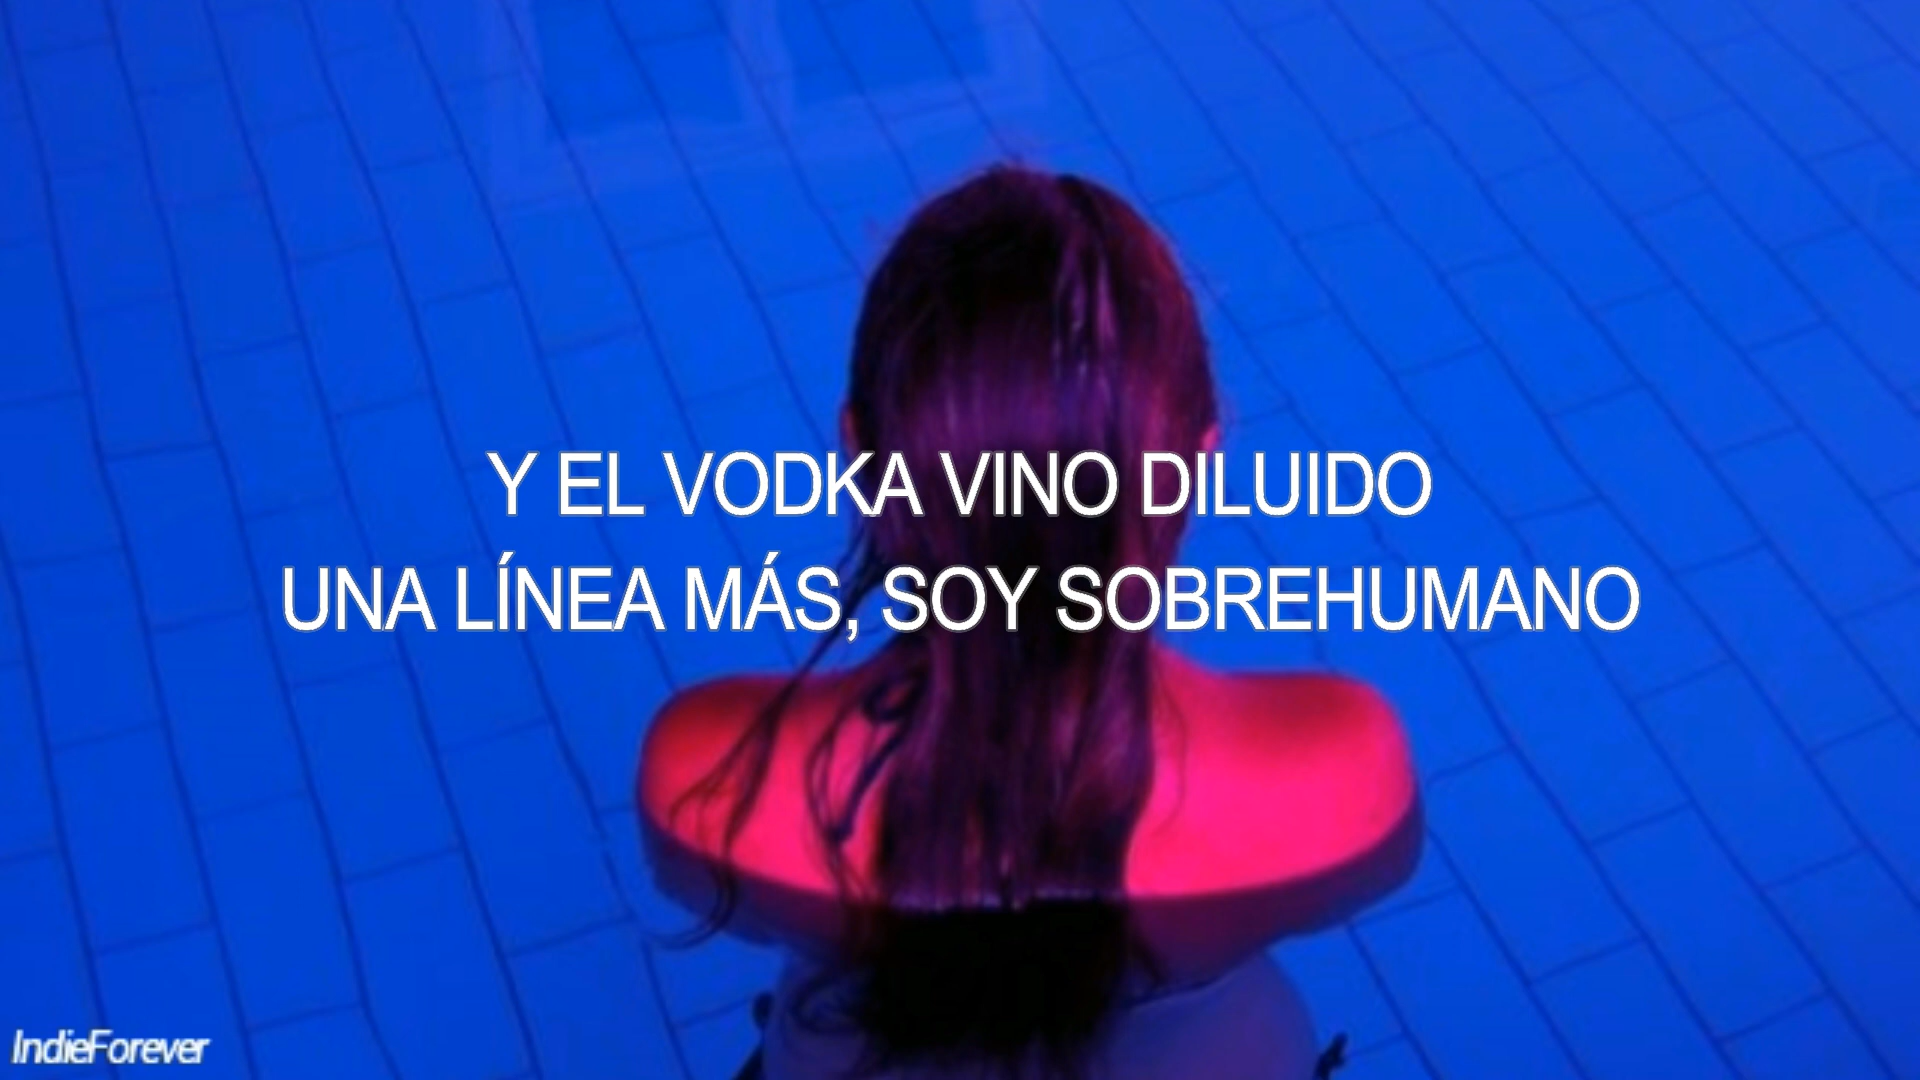 Y EL VODKA VINO DILUIDO
UNA LÍNEA MÁS, SOY SOBREHUMANO
IndieForever